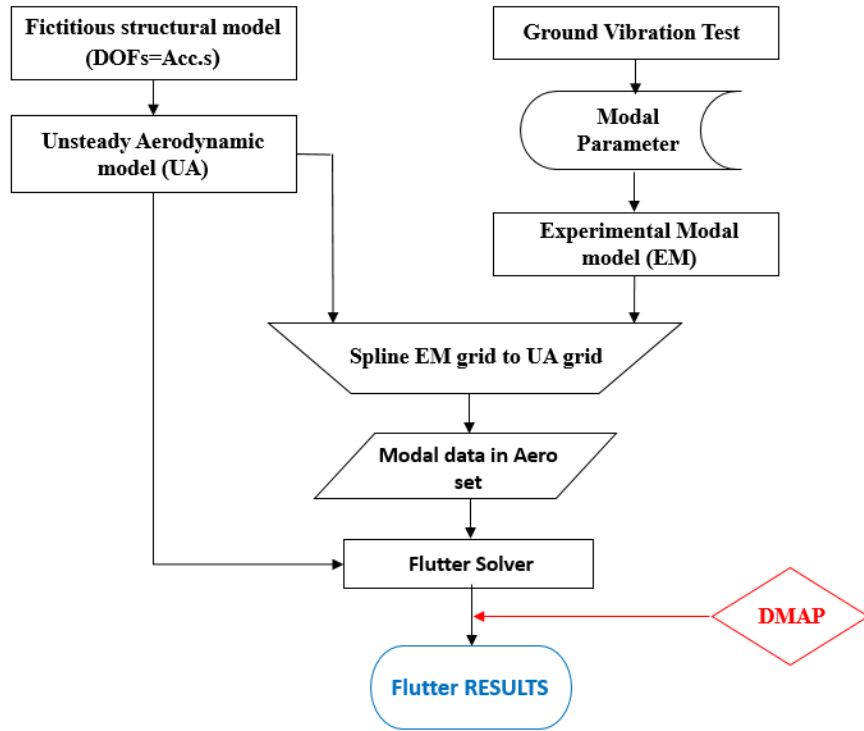 Fictitious structural model
(DOFs=Acc.s)
Ground Vibration Test
Unsteady Aerodynamic
model (UA)
Modal
Parameter
Experimental Modal
model (EM)
Spline EM grid to UA grid
Modal data in Aero
set
Flutter Solver
DMAP
Flutter RESULTS